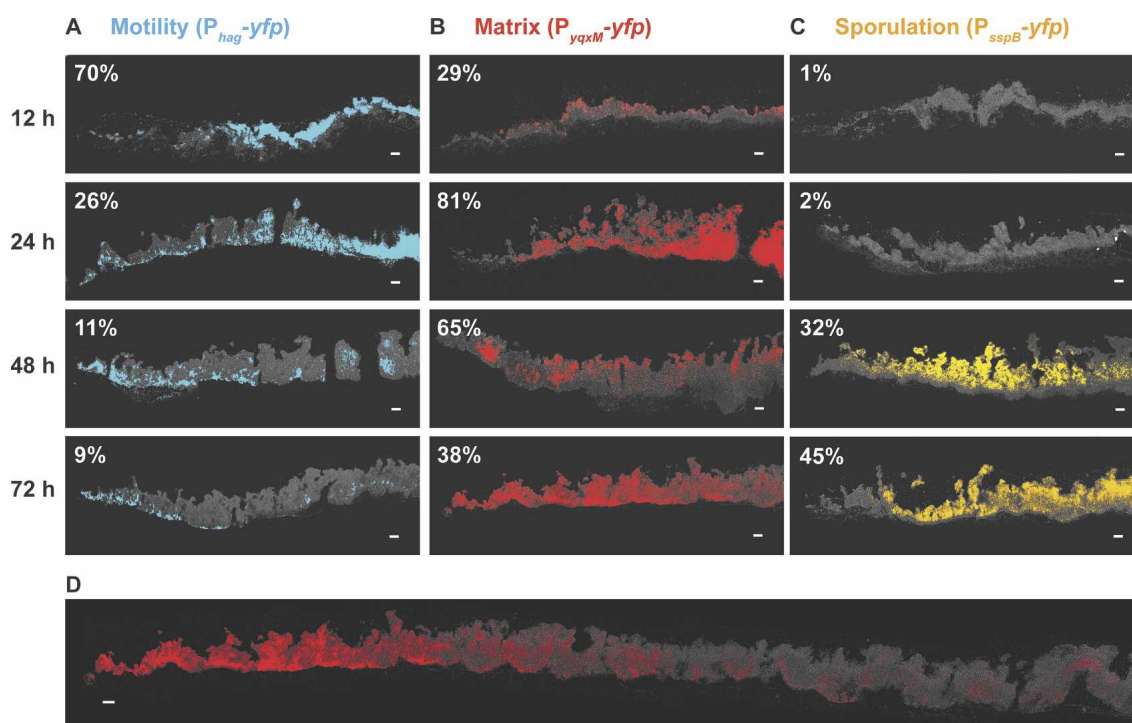 A Motility (Phag-yfp) B Matrix (PyqxM-yfp) C Sporulation (PsspB-yfp)
12 h 70% 29% 1%
24 h 26% 81% 2%
48 h 11% 65% 32%
72 h 9% 38% 45%
D